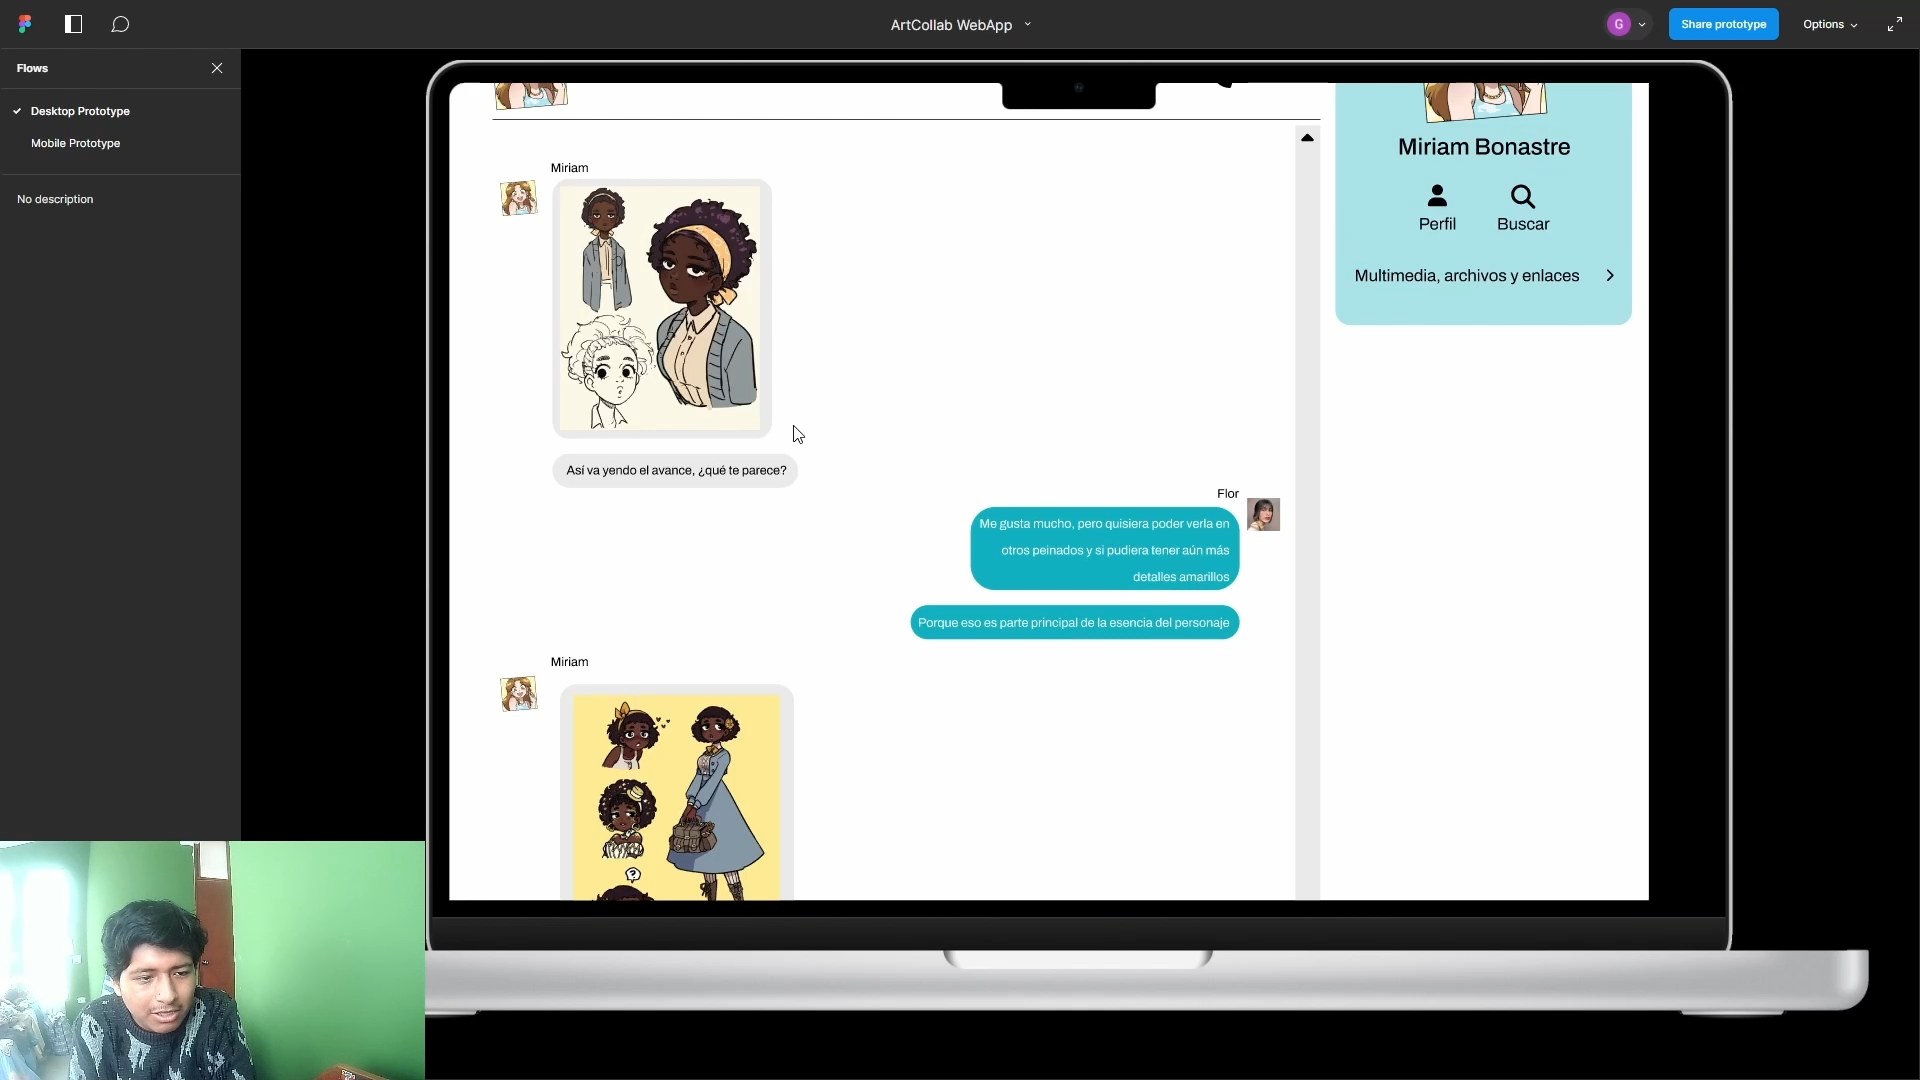 ArtCollab WebApp
G
Share prototype
Options
Flows
Desktop Prototype
Mobile Prototype
No description
Miriam
Así va yendo el avance, ¿qué te parece?
Flor
Me gusta mucho, pero quisiera poder verla en
otros peinados y si pudiera tener aún más
detalles amarillos
Porque eso es parte principal de la esencia del personaje
Miriam
?
Miriam Bonastre
Perfil
Buscar
Multimedia, archivos y enlaces